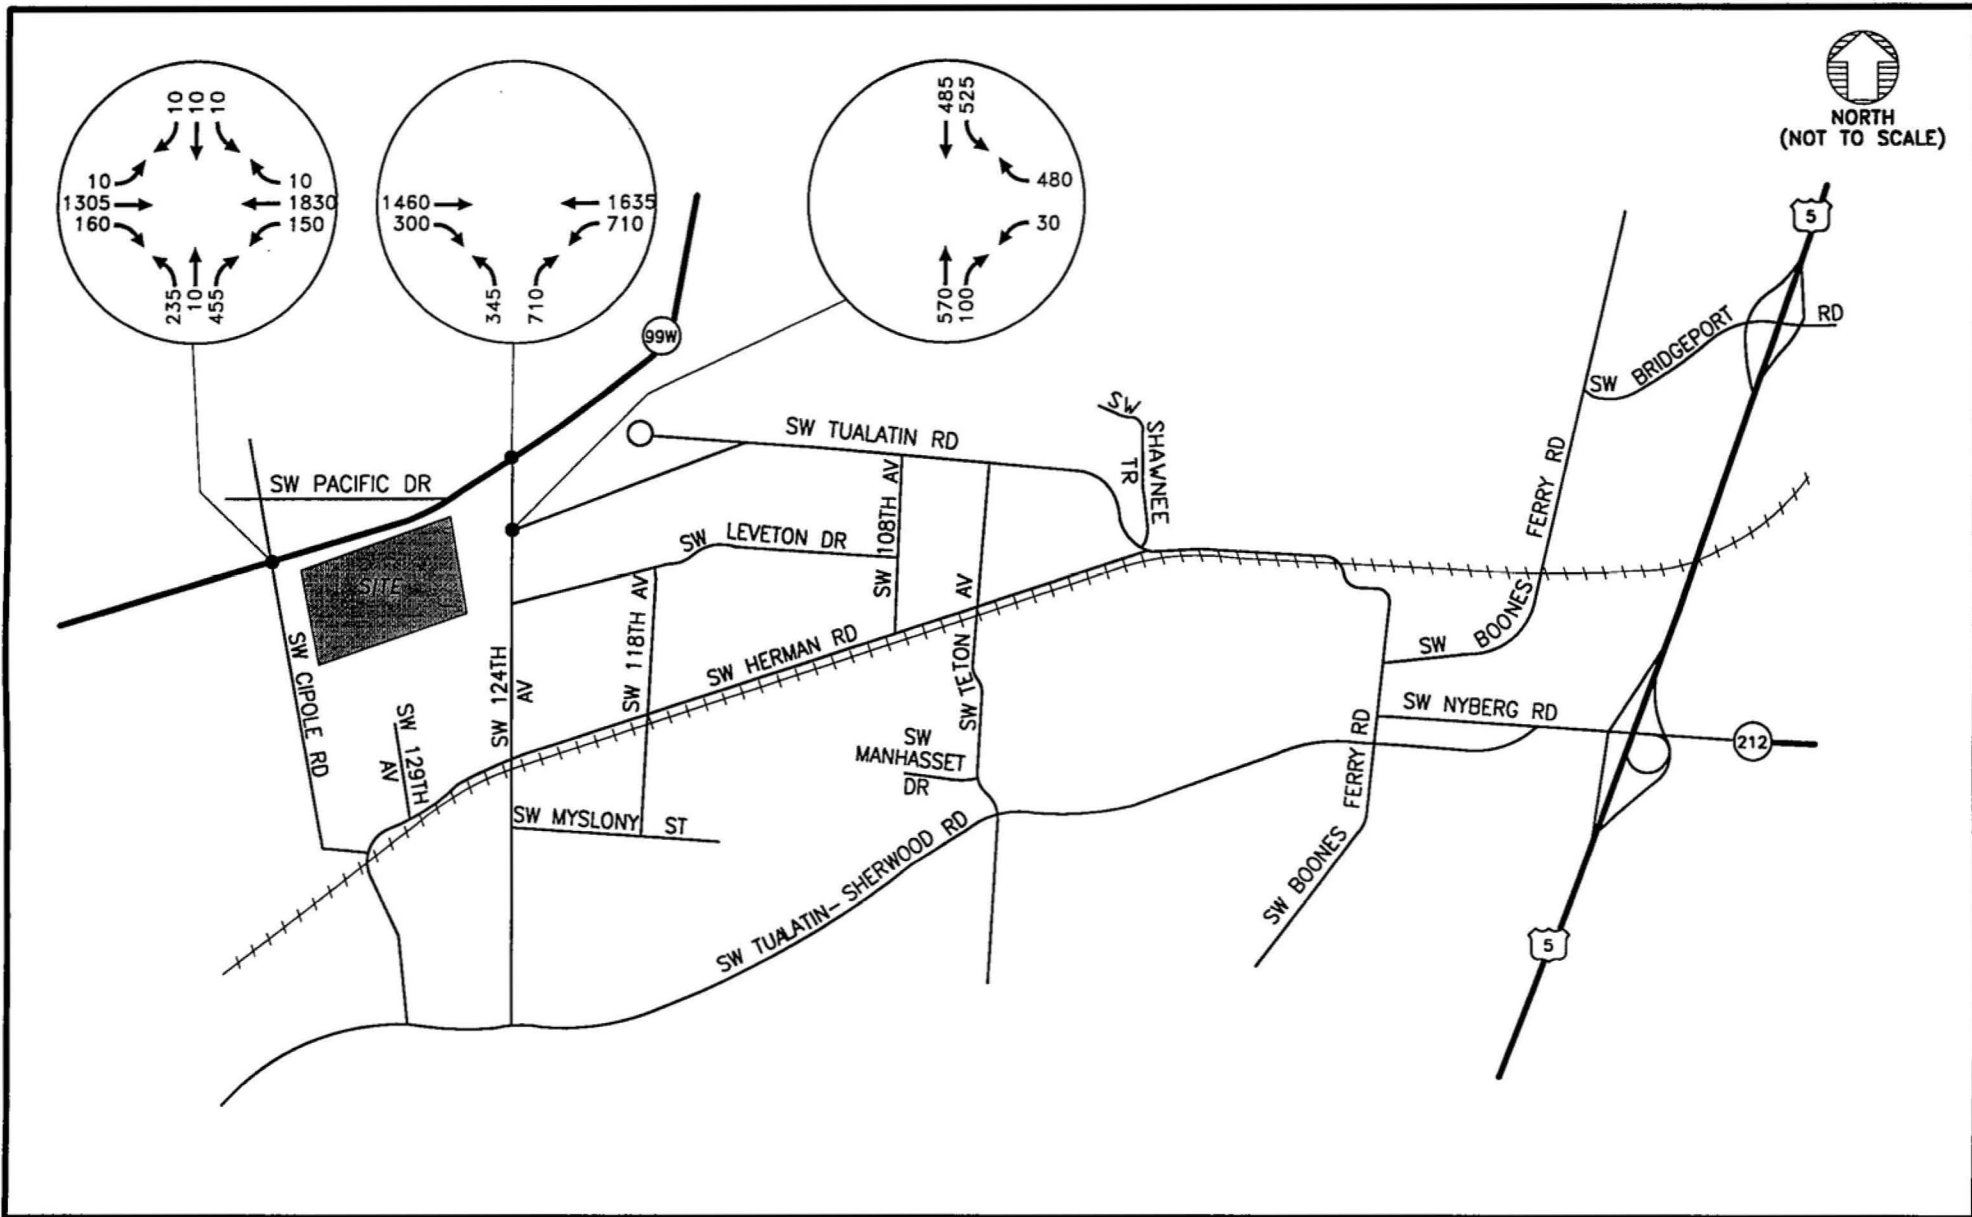 10 10 10
10
1305
160
10
1830
150
235 10 455
1460
300
1635
710
345 710
485 525
480
30
570 100
NORTH
(NOT TO SCALE)
5
99W
SW BRIDGEPORT RD
SW TUALATIN RD
SW SHAWNEE TR
SW PACIFIC DR
SW 108TH AV
FERRY RD
SW LEVETON DR
SITE
SW 118TH AV
SW TETON AV
SW BOONES
SW HERMAN RD
SW CIPOLE RD
SW 124TH AV
SW 129TH AV
SW NYBERG RD
212
SW MANHASSET DR
FERRY RD
SW MYSLONY ST
SW TUALATIN-SHERWOOD RD
SW BOONES
5